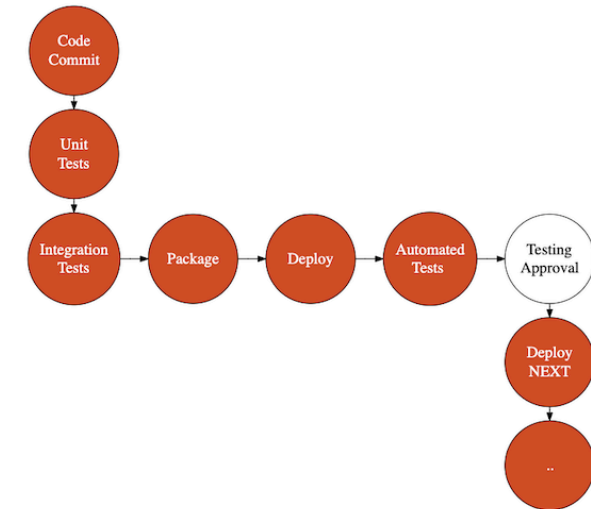 Code
Commit
Unit
Tests
Integration
Tests
Package
Deploy
Automated
Tests
Testing
Approval
Deploy
NEXT
..